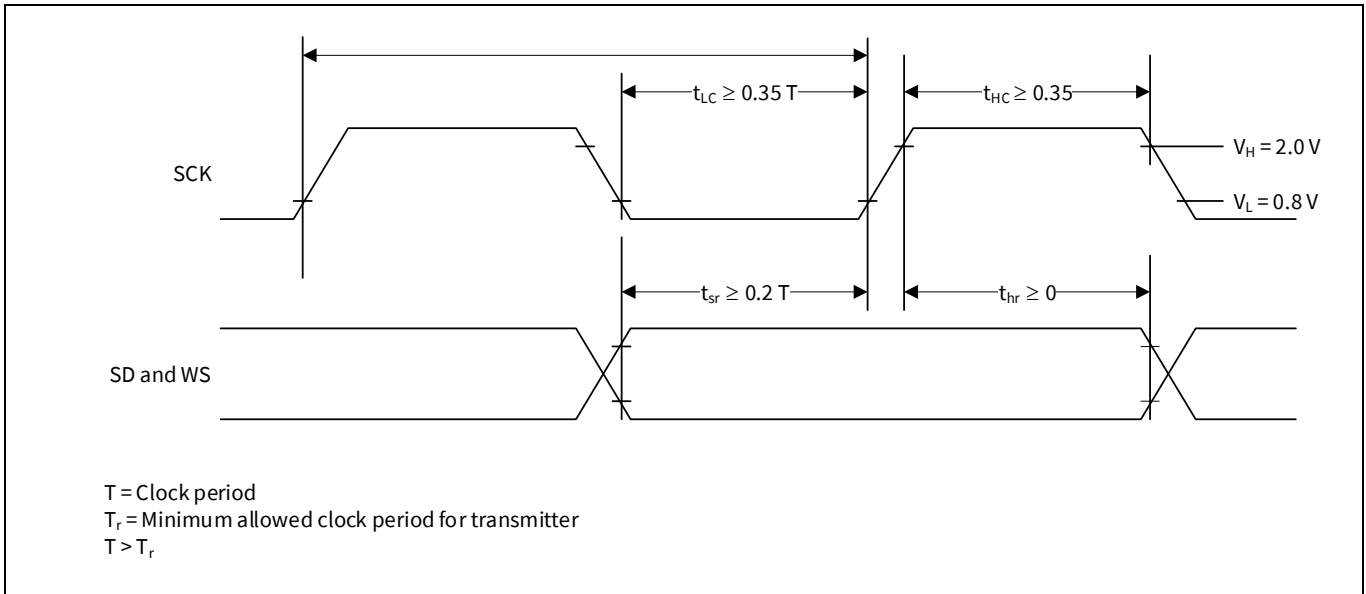 t_LC ≥ 0.35 T
t_HC ≥ 0.35
V_H = 2.0 V
SCK
V_L = 0.8 V
t_sr ≥ 0.2 T
t_hr ≥ 0
SD and WS
T = Clock period
T_r = Minimum allowed clock period for transmitter
T > T_r